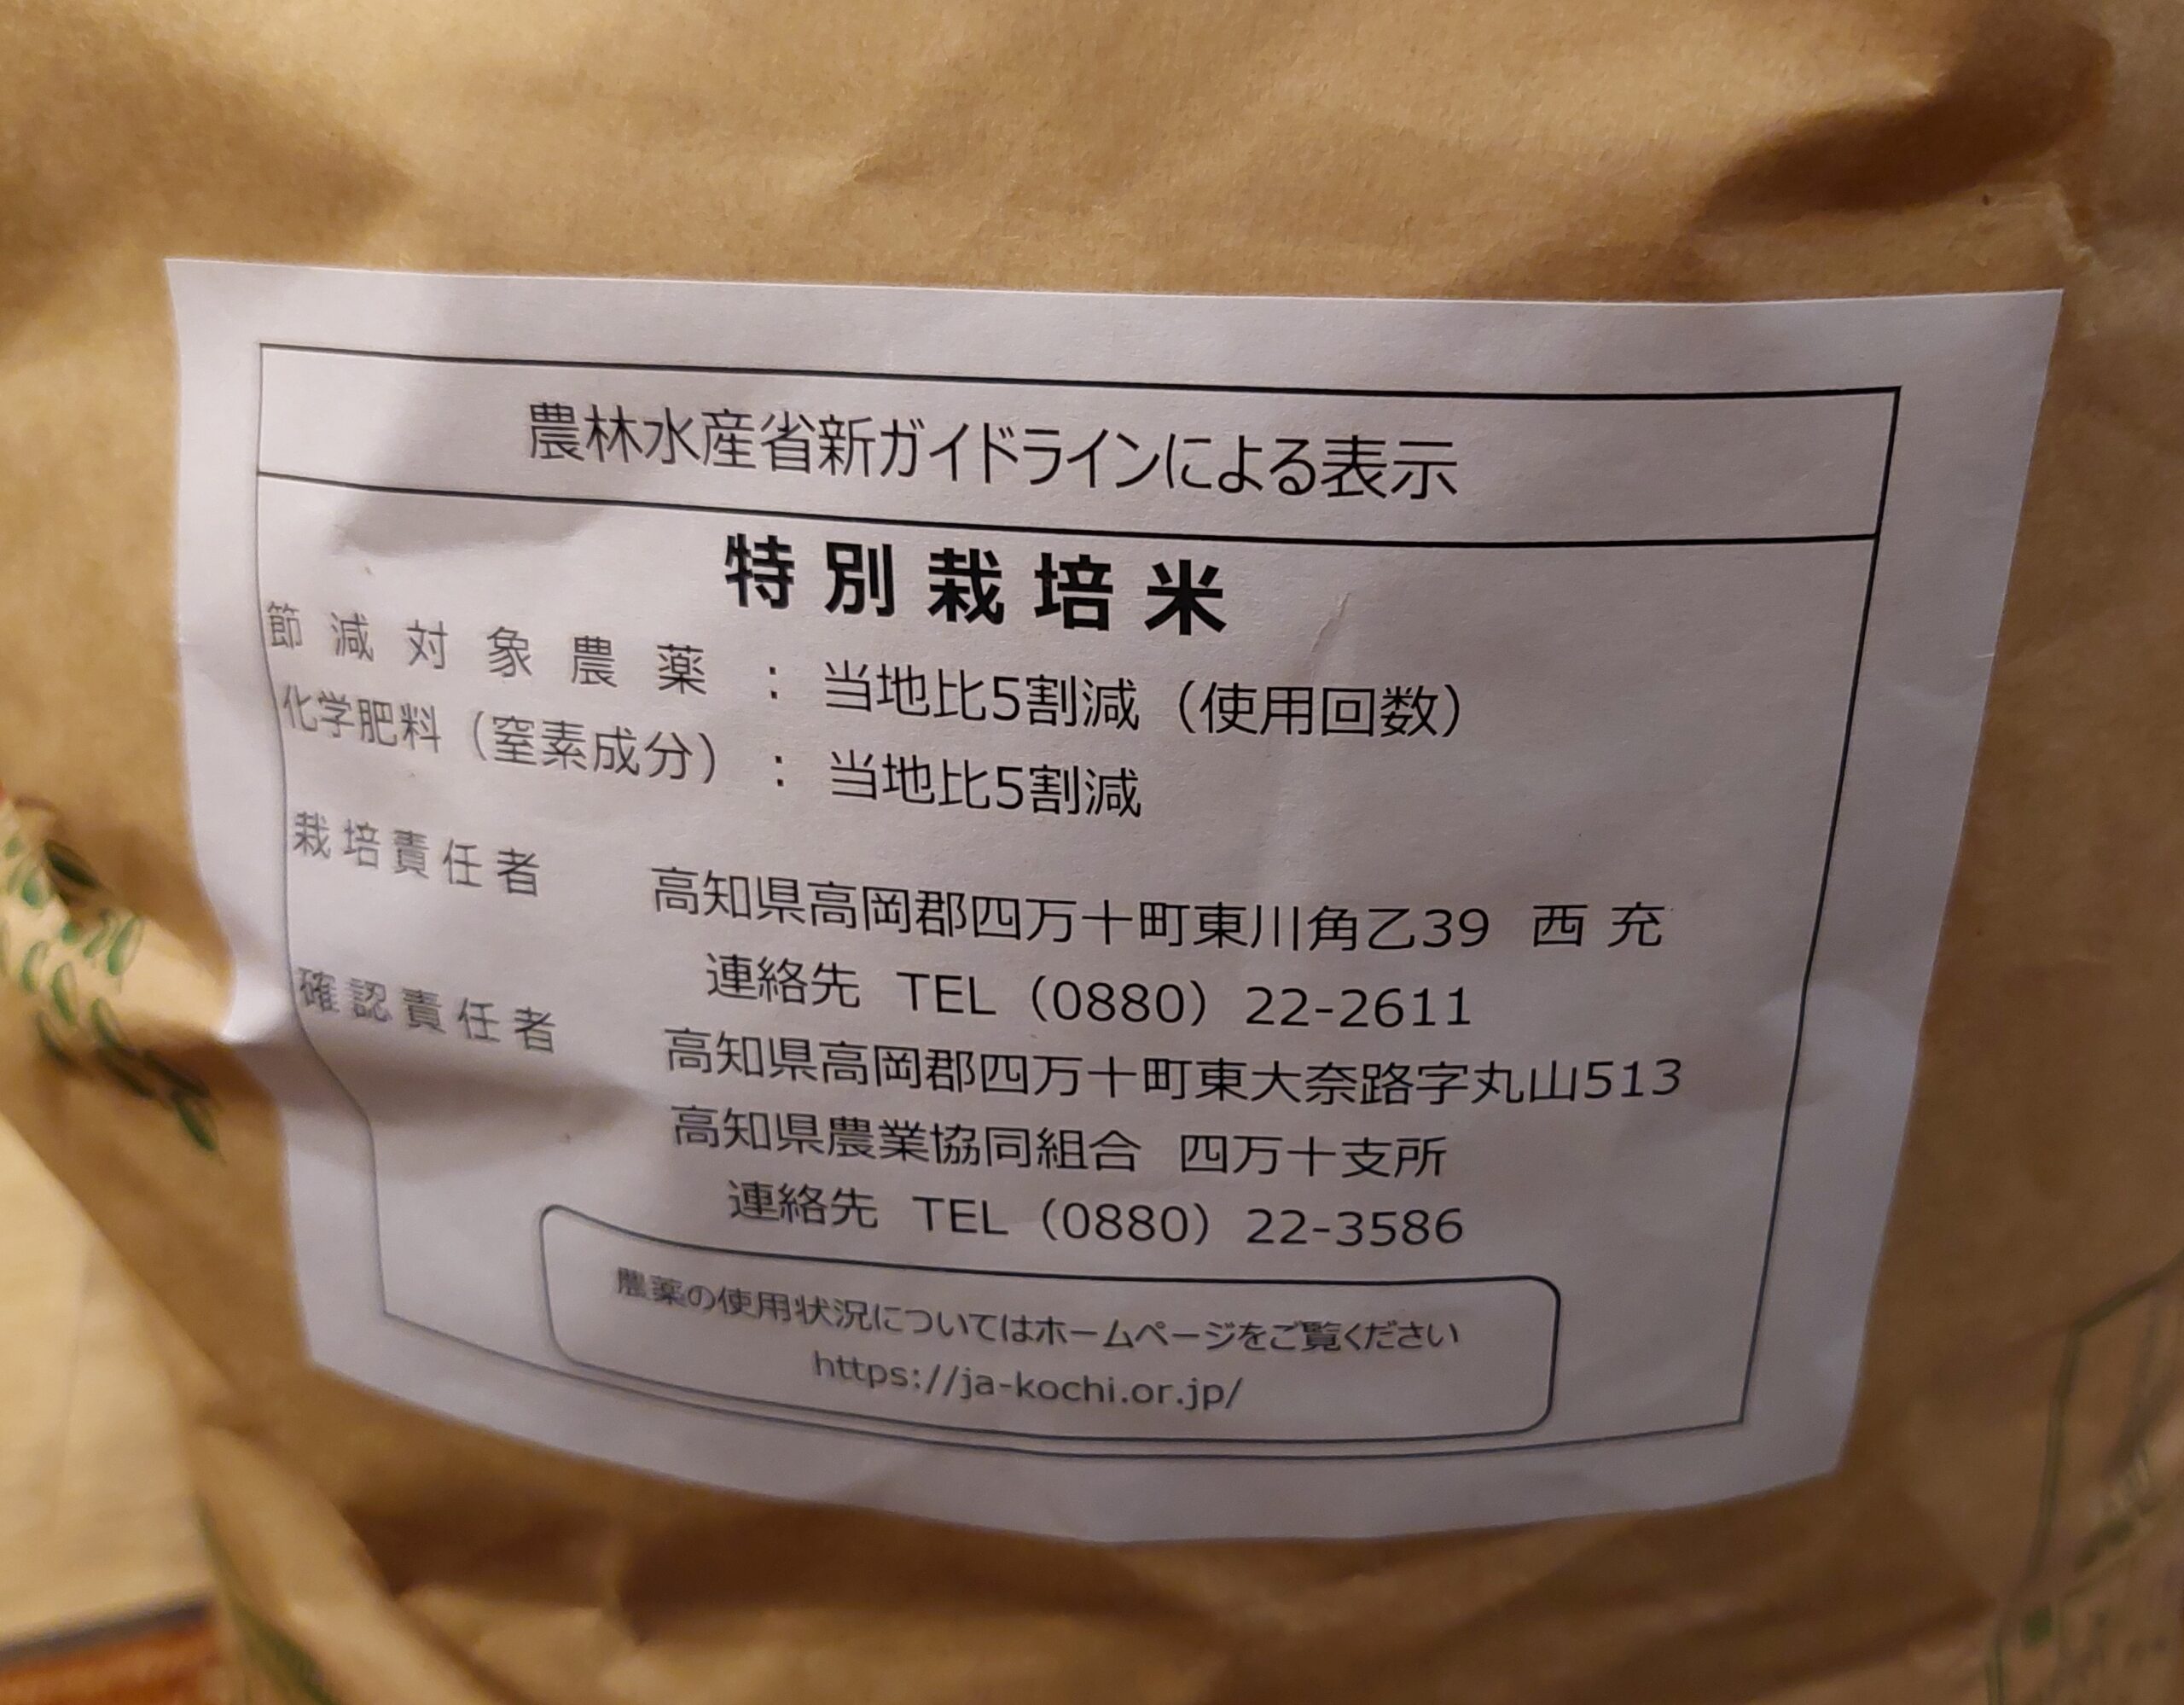 農林水産省新ガイドラインによる表示
特別栽培米
節減対象農薬：当地比5割減（使用回数）
化学肥料（窒素成分）：当地比5割減
栽培責任者
高知県高岡郡四万十町東川角乙39 西 充
連絡先 TEL（0880）22-2611
確認責任者
高知県高岡郡四万十町東大奈路字丸山513
高知県農業協同組合 四万十支所
連絡先 TEL（0880）22-3586
農薬の使用状況についてはホームページをご覧ください
https://ja-kochi.or.jp/